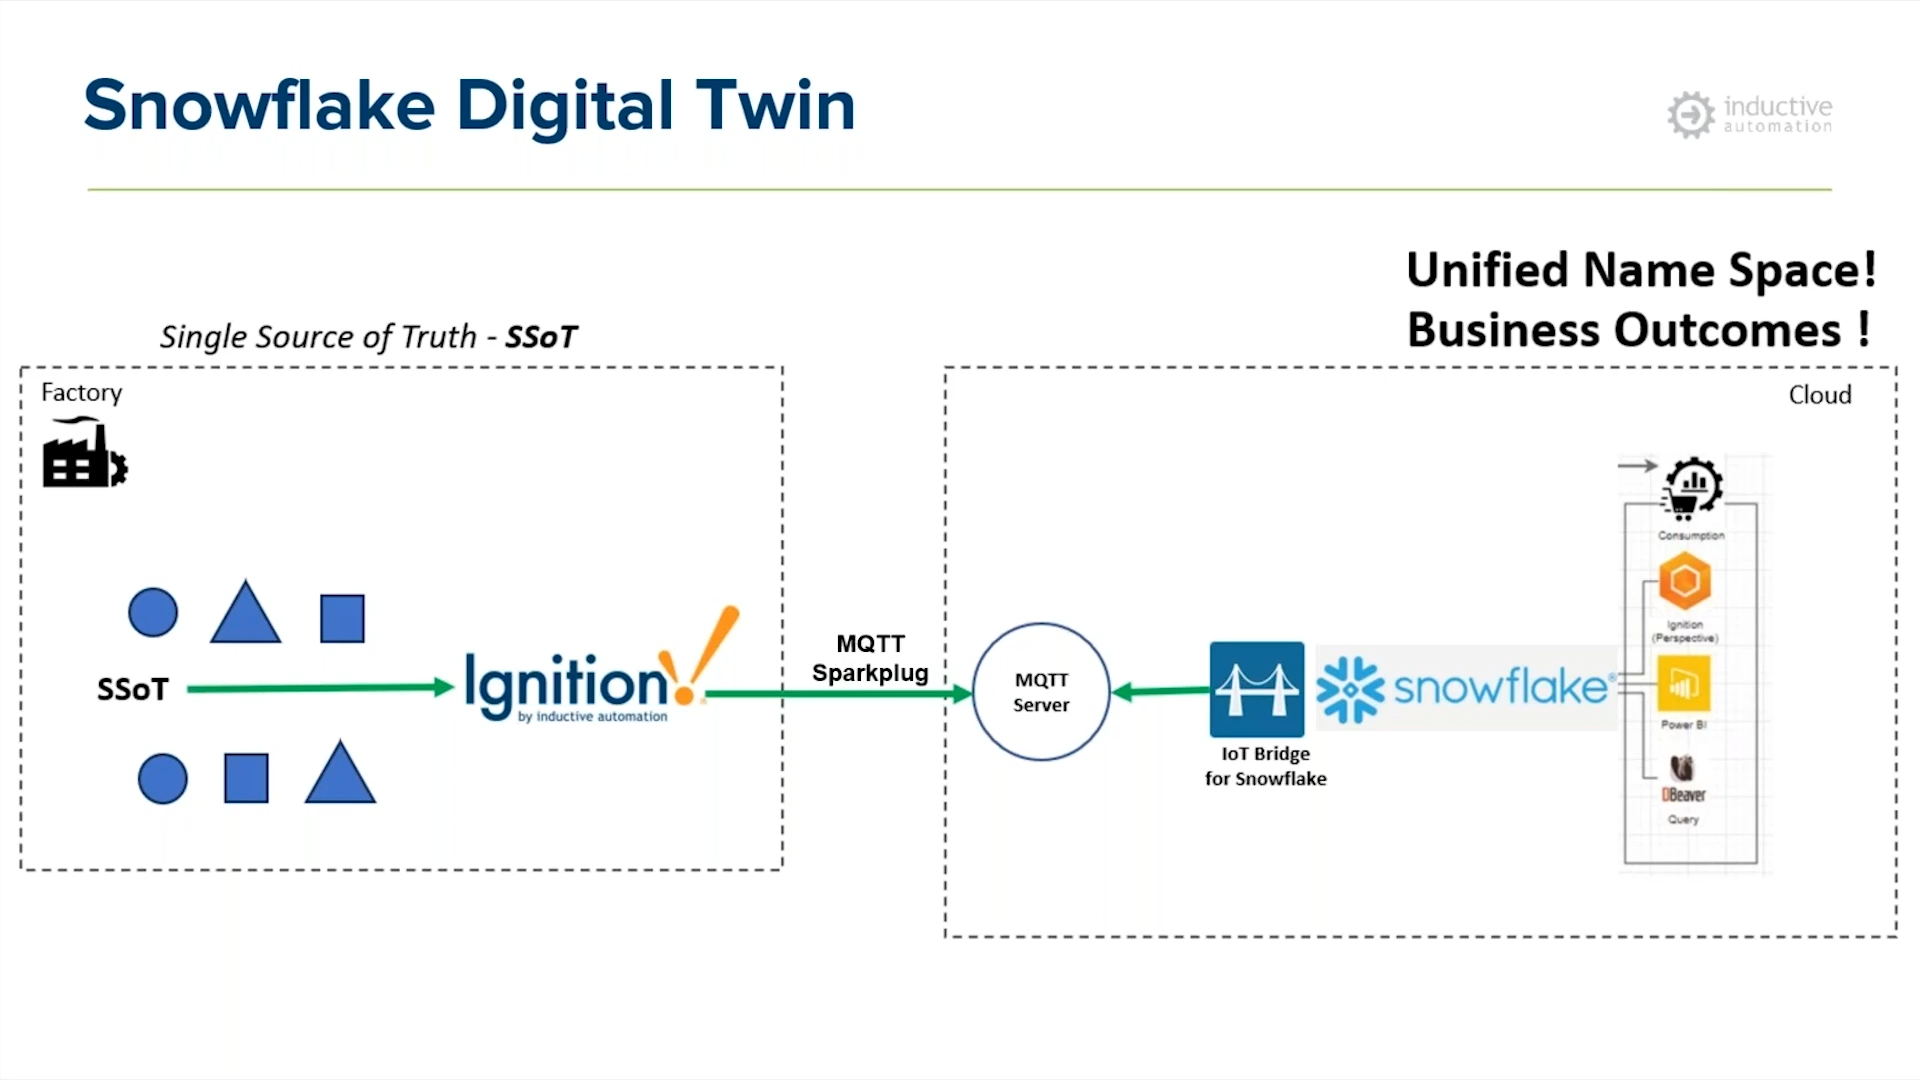 Snowflake Digital Twin
inductive
automation
Unified Name Space!
Business Outcomes !
Single Source of Truth - SSoT
Factory
Cloud
SSoT
Ignition!
by inductive automation
MQTT
Sparkplug
MQTT
Server
IoT Bridge
for Snowflake
snowflake®
Consumption
Ignition
(Perspective)
Power BI
DBeaver
Query